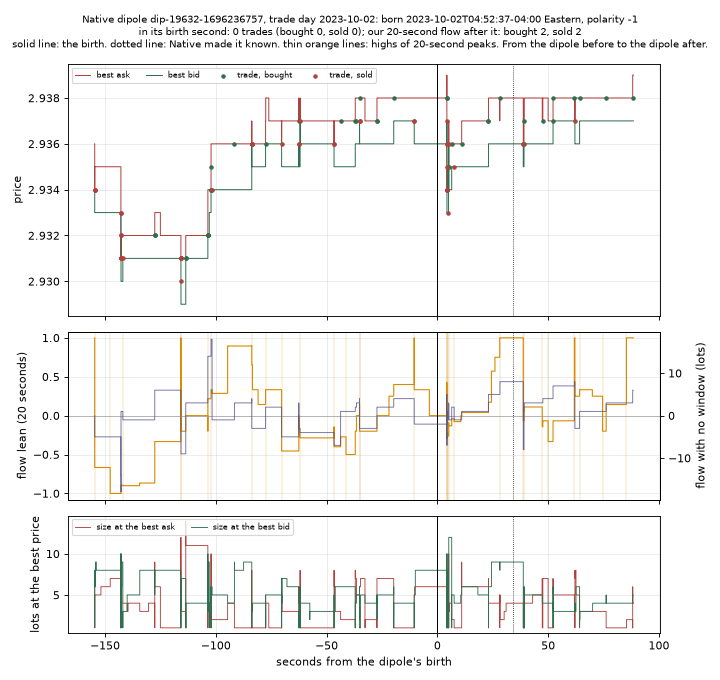 Native dipole dip-19632-1696236757, trade day 2023-10-02: born 2023-10-02T04:52:37-04:00 Eastern, polarity -1
in its birth second: 0 trades (bought 0, sold 0); our 20-second flow after it: bought 2, sold 2
solid line: the birth. dotted line: Native made it known. thin orange lines: highs of 20-second peaks. From the dipole before to the dipole after.
best ask best bid trade, bought trade, sold
price
2.938
2.936
2.934
2.932
2.930
flow lean (20 seconds)
1.0
0.5
0.0
−0.5
−1.0
10
0
−10
flow with no window (lots)
size at the best ask size at the best bid
lots at the best price
10
5
−150 −100 −50 0 50 100
seconds from the dipole's birth